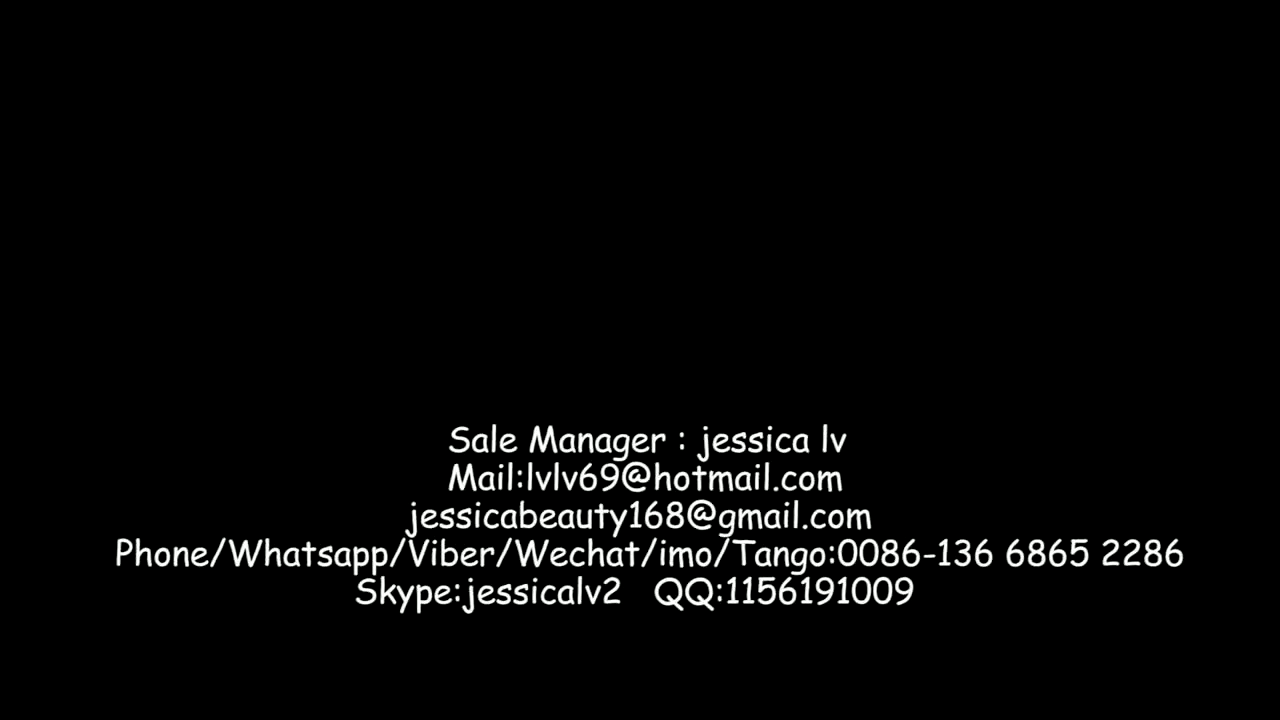 Sale Manager : jessica lv
Mail:lvlv69@hotmail.com
jessicabeauty168@gmail.com
Phone/Whatsapp/Viber/Wechat/imo/Tango:0086-136 6865 2286
Skype:jessicalv2 QQ:1156191009